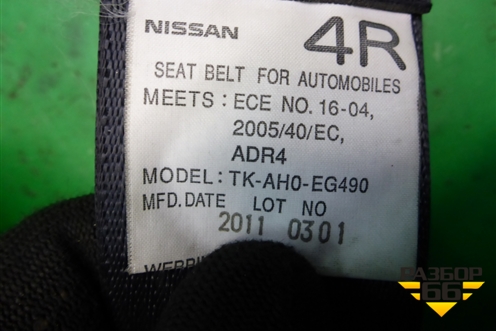 NISSAN 4R
SEAT BELT FOR AUTOMOBILES
MEETS: ECE NO. 16-04,
2005/40/EC,
ADR4
MODEL: TK-AH0-EG490
MFD.DATE LOT NO
2011 0301
РАЗБОР
66